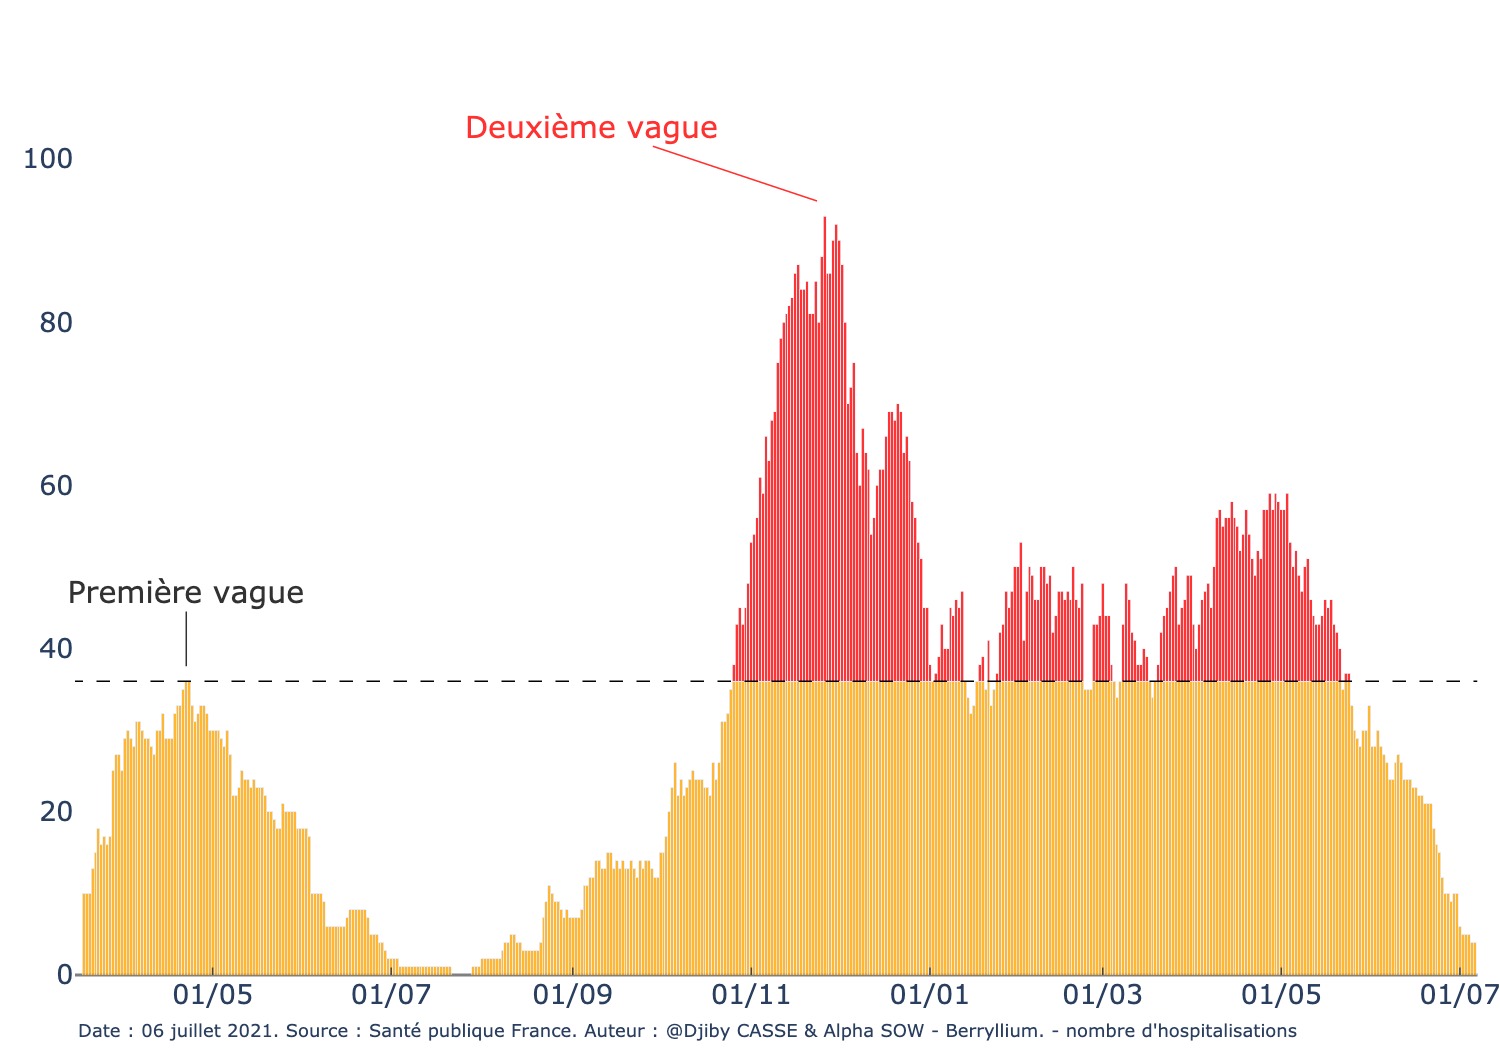 Deuxième vague
100
80
60
Première vague
40
20
0
01/05 01/07 01/09 01/11 01/01 01/03 01/05 01/07
Date : 06 juillet 2021. Source : Santé publique France. Auteur : @Djiby CASSE & Alpha SOW - Berryllium. - nombre d'hospitalisations